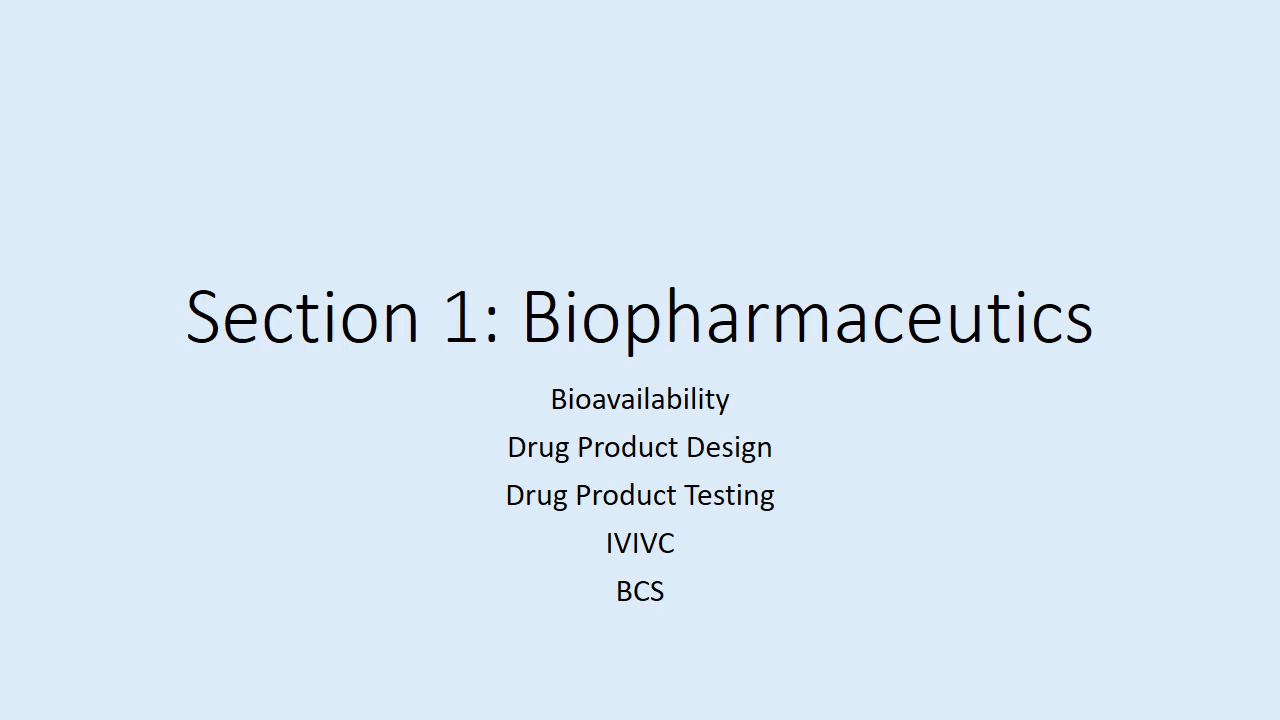 Section 1: Biopharmaceutics
Bioavailability
Drug Product Design
Drug Product Testing
IVIVC
BCS